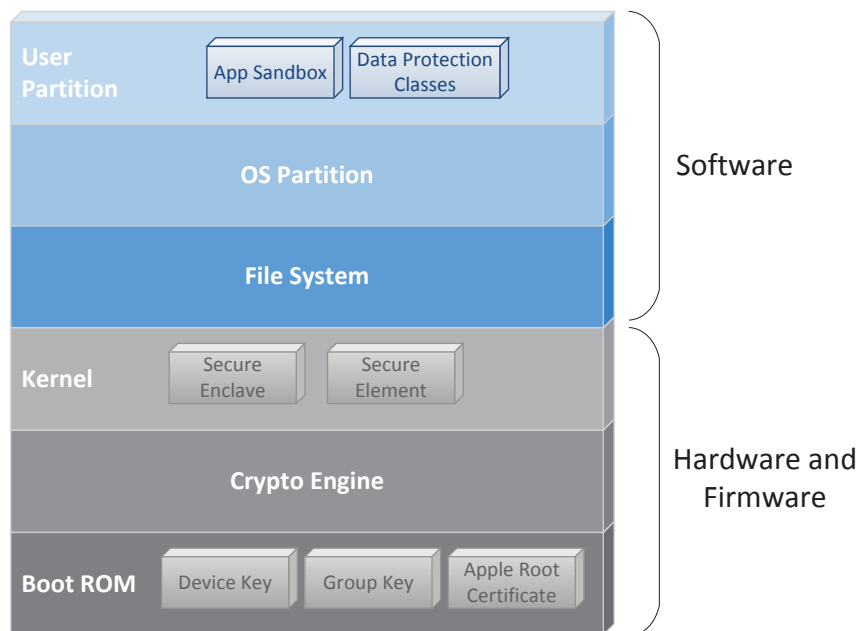 User
Partition
App Sandbox
Data Protection
Classes
OS Partition
File System
Software
Kernel
Secure
Enclave
Secure
Element
Crypto Engine
Hardware and
Firmware
Boot ROM
Device Key
Group Key
Apple Root
Certificate